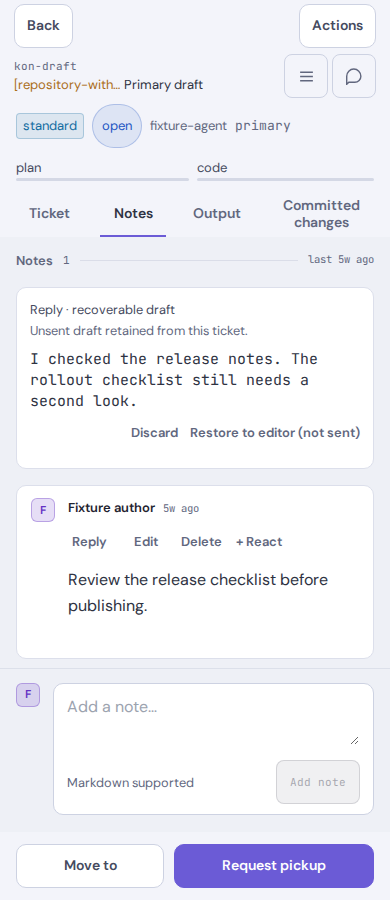 Back
Actions
kon-draft
[repository-with… Primary draft
standard
open
fixture-agent
primary
plan
code
Ticket
Notes
Output
Committed
changes
Notes 1
last 5w ago
Reply · recoverable draft
Unsent draft retained from this ticket.
I checked the release notes. The
rollout checklist still needs a
second look.
Discard
Restore to editor (not sent)
F
Fixture author 5w ago
Reply
Edit
Delete
+ React
Review the release checklist before
publishing.
F
Add a note…
Markdown supported
Add note
Move to
Request pickup